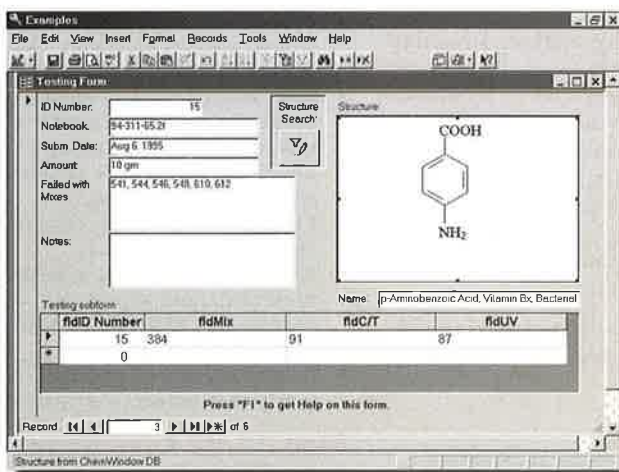 Examples
File Edit View Insert Format Records Tools Window Help
Testing Form
ID Number: 15
Notebook: 94-311-65.2f
Subm Date: Aug 6, 1995
Amount: 10 gm
Failed with Mixes
541, 544, 546, 548, 610, 612
Notes:
Structure Search:
Structure
COOH
NH₂
Name: p-Aminobenzoic Acid, Vitamin Bx, Bacterial
Testing subform
fldID Number fldMix fldC/T fldUV
15 384 91 87
0
Press "F1" to get Help on this form.
Record 3 of 6
Structure from ChemWindow DB